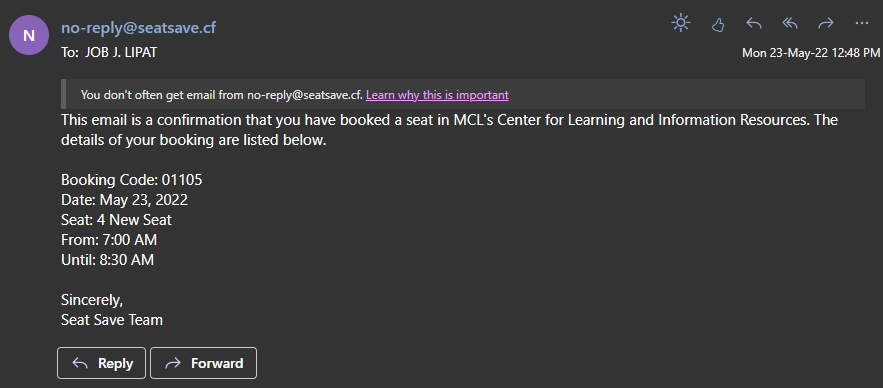 N
no-reply@seatsave.cf
To: JOB J. LIPAT
Mon 23-May-22 12:48 PM
You don't often get email from no-reply@seatsave.cf. Learn why this is important
This email is a confirmation that you have booked a seat in MCL's Center for Learning and Information Resources. The
details of your booking are listed below.
Booking Code: 01105
Date: May 23, 2022
Seat: 4 New Seat
From: 7:00 AM
Until: 8:30 AM
Sincerely,
Seat Save Team
Reply
Forward